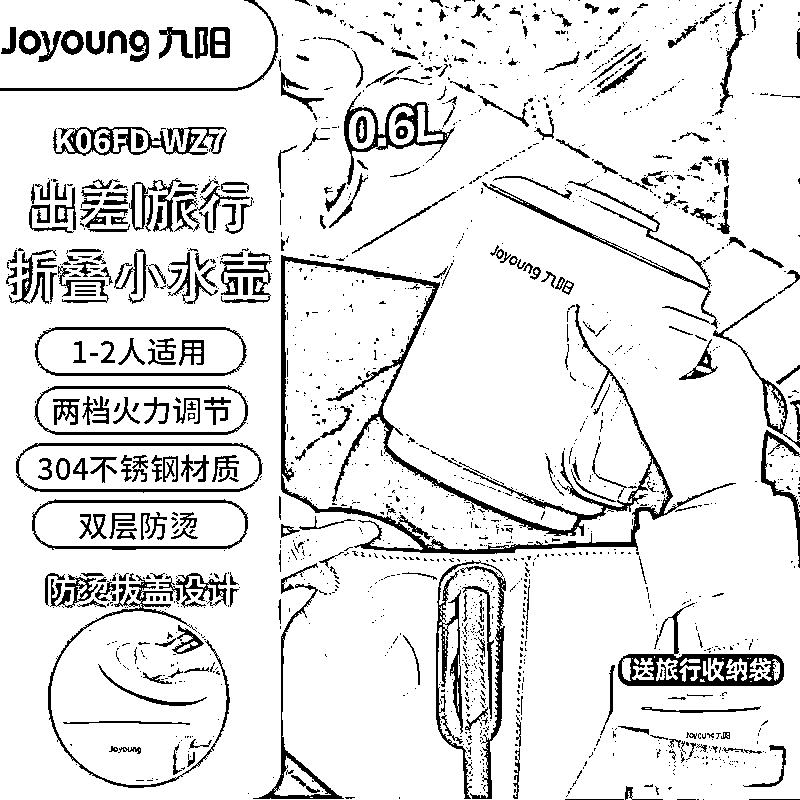 Joyoung 九阳
K06FD-WZ7
出差|旅行
折叠小水壶
1-2人适用
两档火力调节
304不锈钢材质
双层防烫
防烫拔盖设计
Joyoung
0.6L
Joyoung 九阳
送旅行收纳袋
Joyoung 九阳